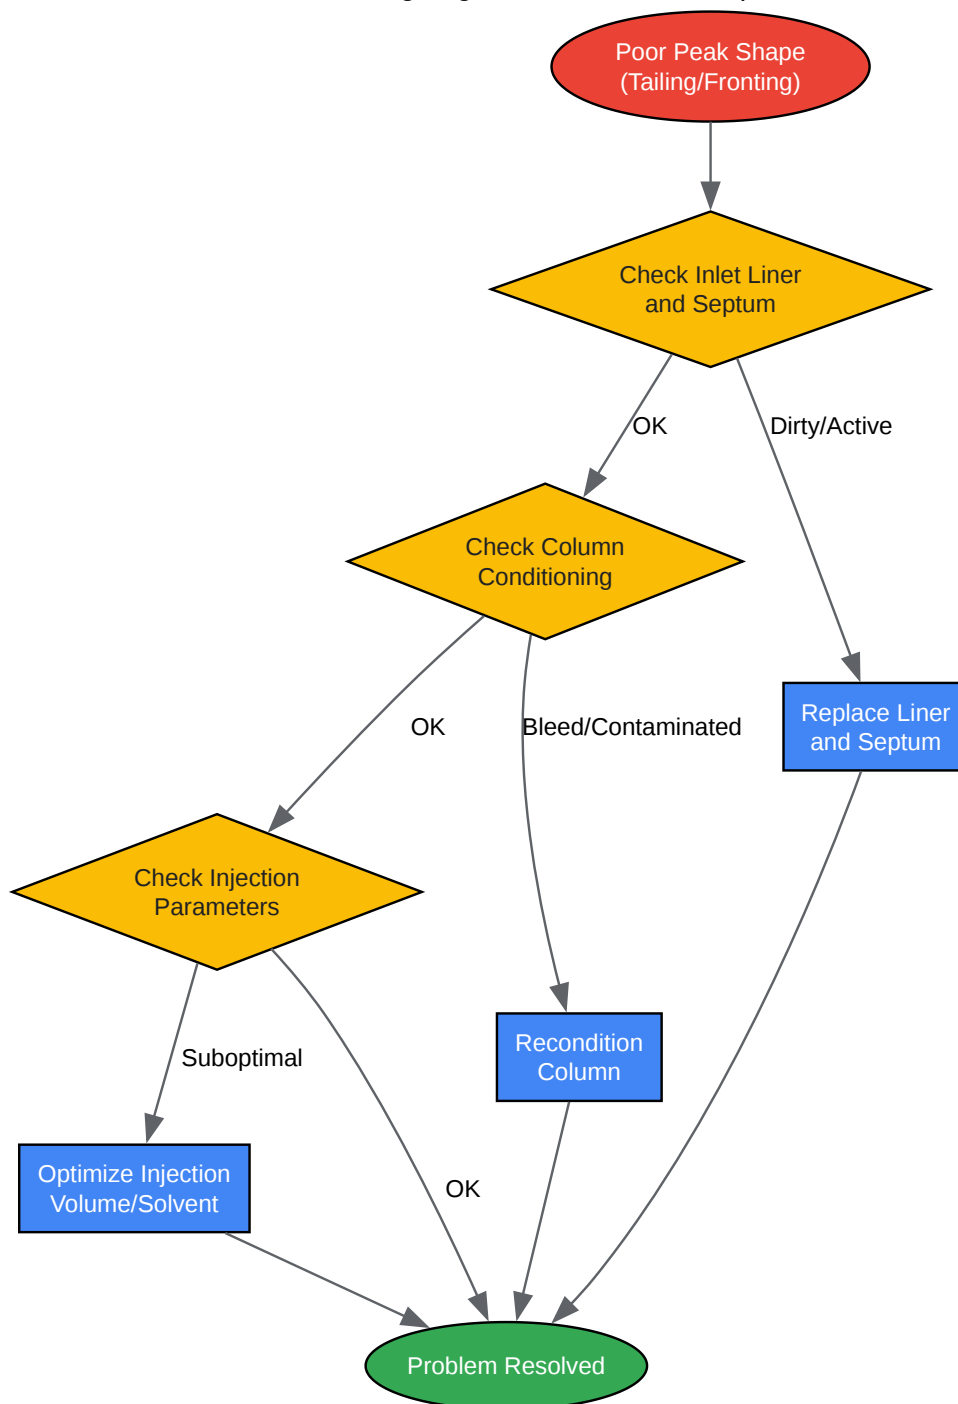 Poor Peak Shape
(Tailing/Fronting)
Check Inlet Liner
and Septum
OK
Dirty/Active
Check Column
Conditioning
Replace Liner
and Septum
OK
Bleed/Contaminated
Check Injection
Parameters
Recondition
Column
Suboptimal
Optimize Injection
Volume/Solvent
OK
Problem Resolved